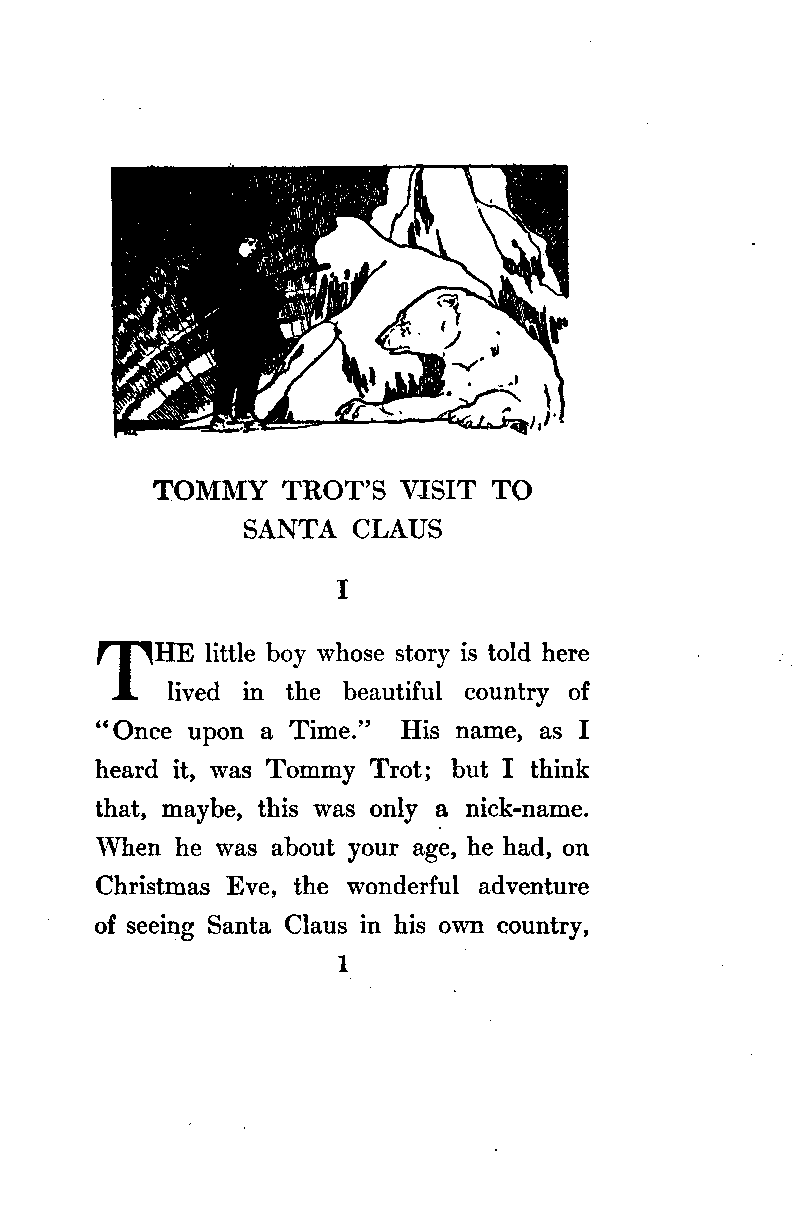 TOMMY TROT'S VISIT TO
SANTA CLAUS
I
THE little boy whose story is told here
lived in the beautiful country of
“Once upon a Time.” His name, as I
heard it, was Tommy Trot; but I think
that, maybe, this was only a nick-name.
When he was about your age, he had, on
Christmas Eve, the wonderful adventure
of seeing Santa Claus in his own country,
1